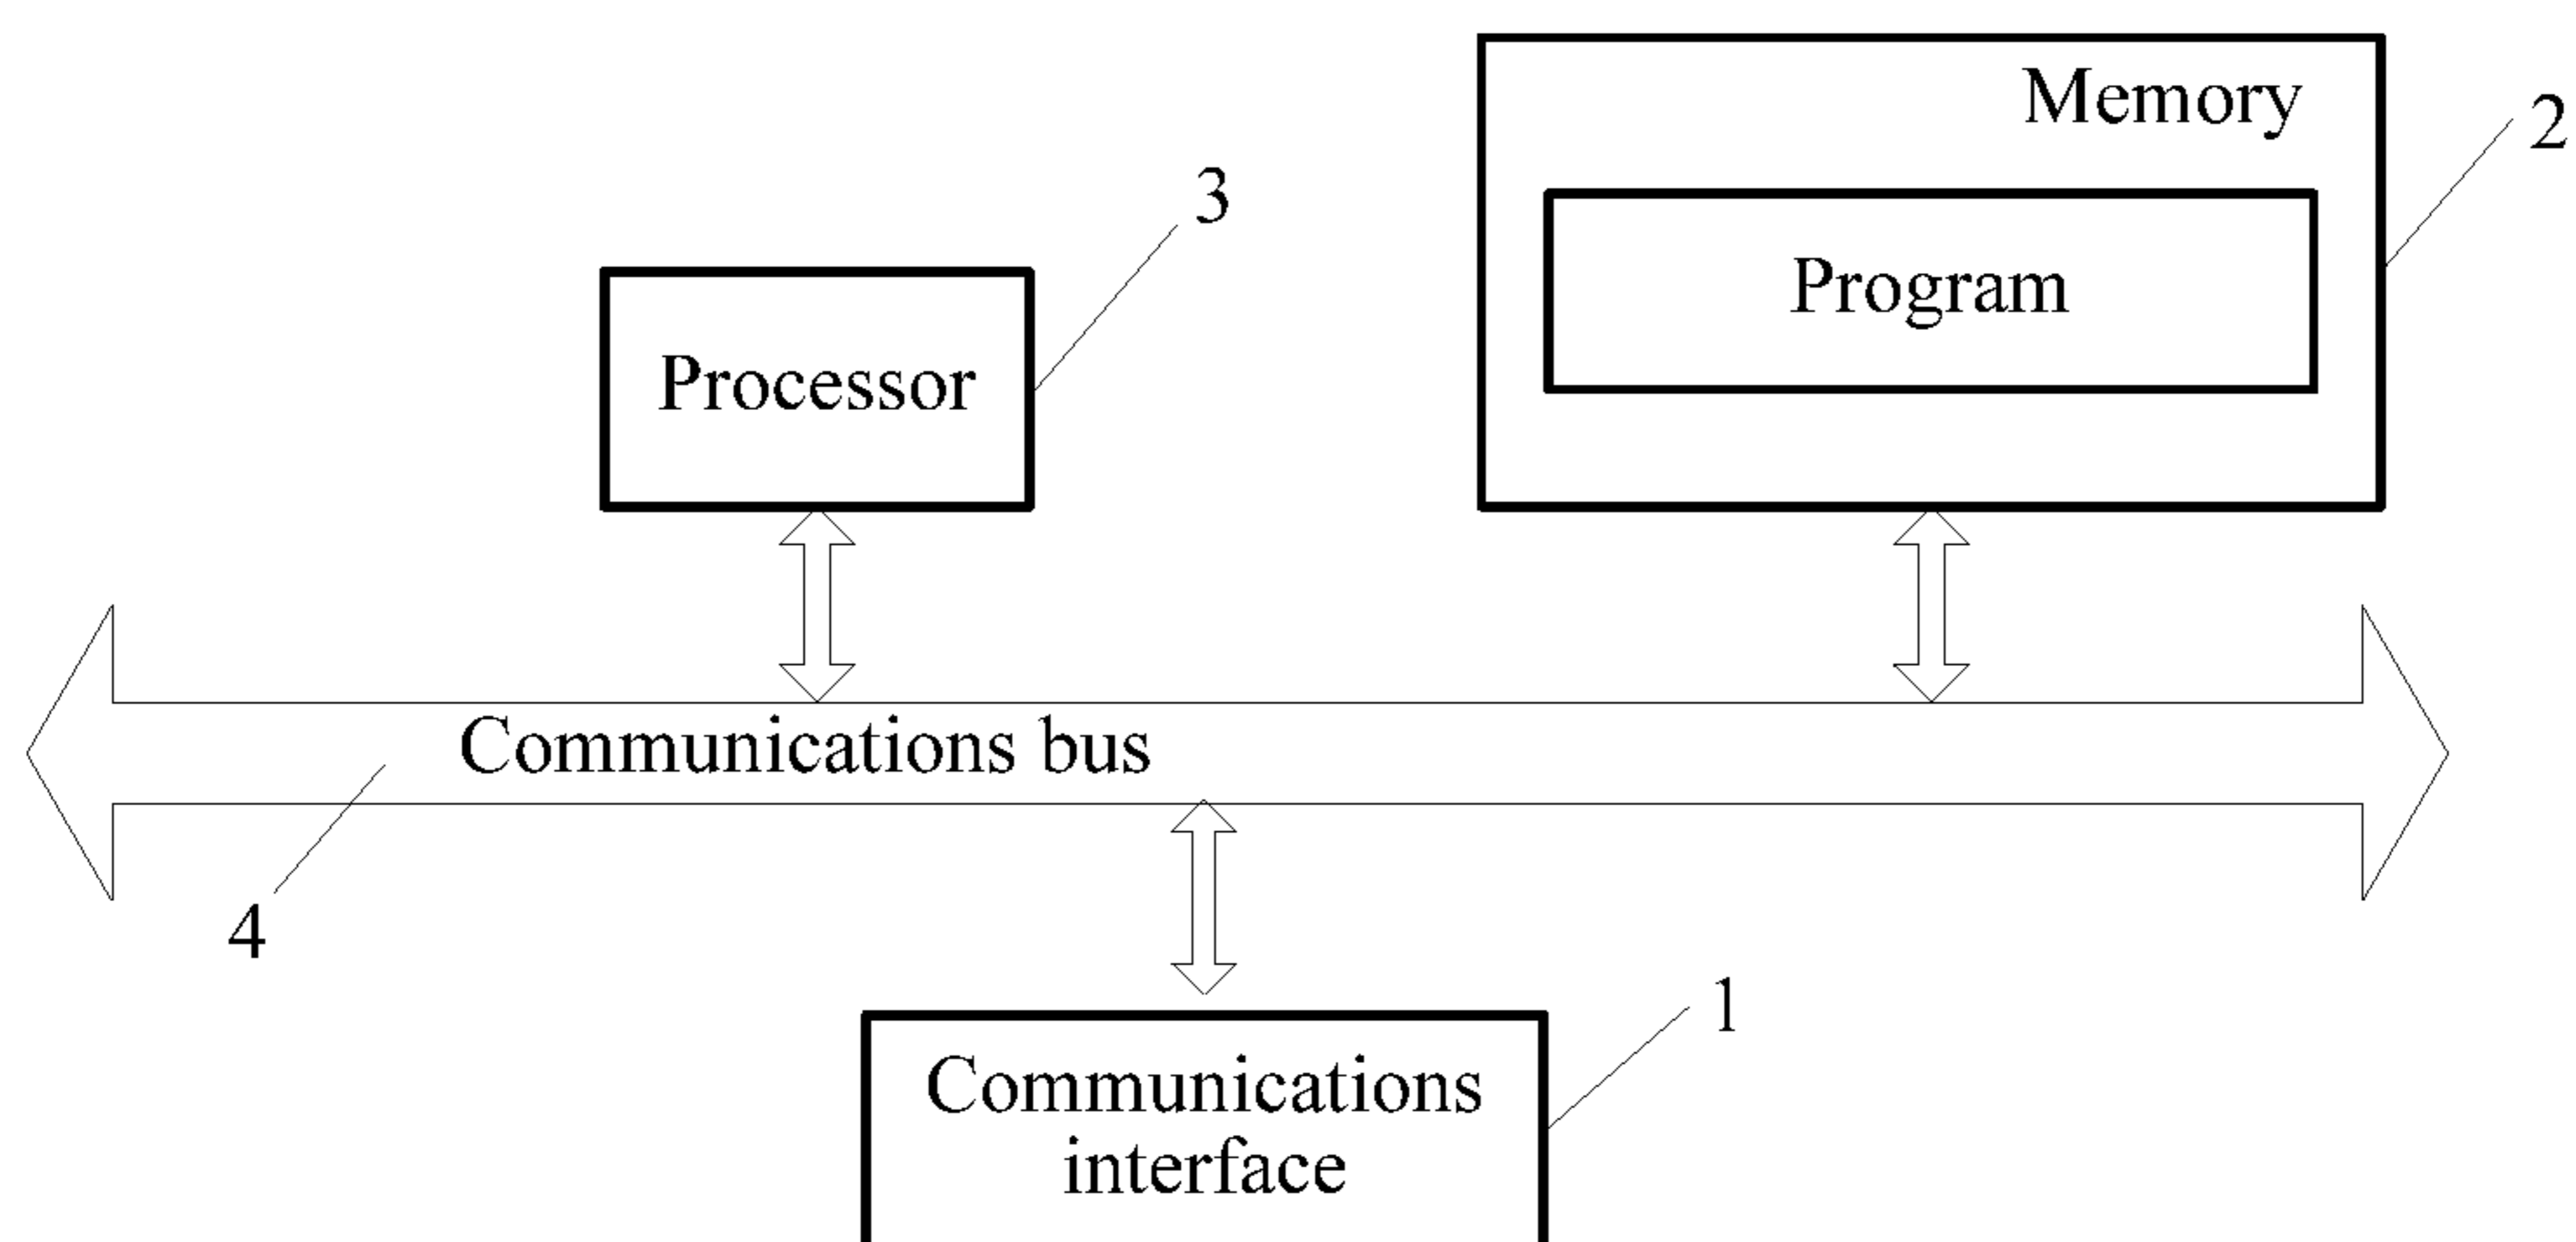 Memory
2
3
Program
Processor
Communications bus
4
1
Communications
interface